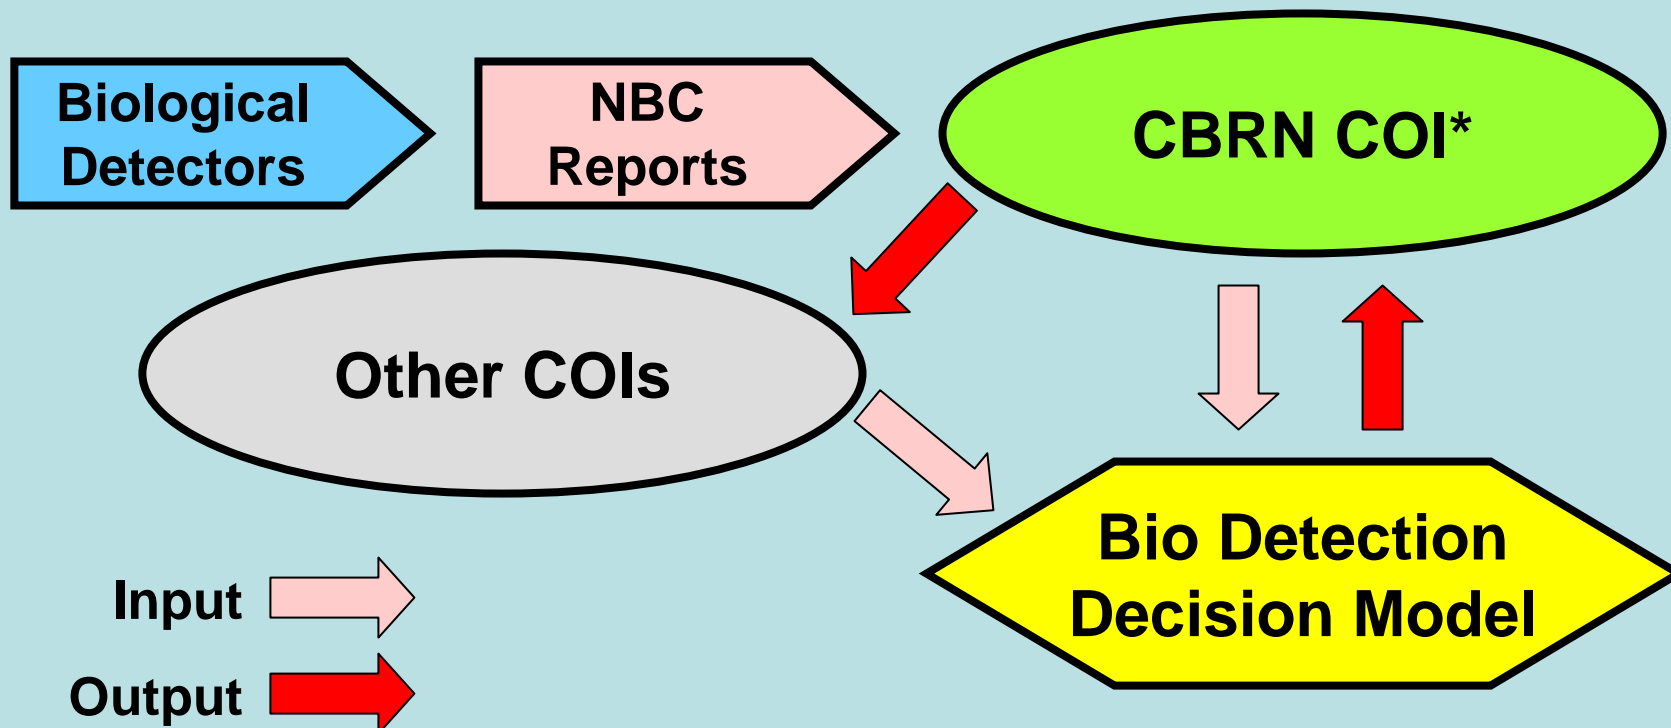 Biological
Detectors
NBC
Reports
CBRN COI*
Other COIs
Bio Detection
Decision Model
Input
Output